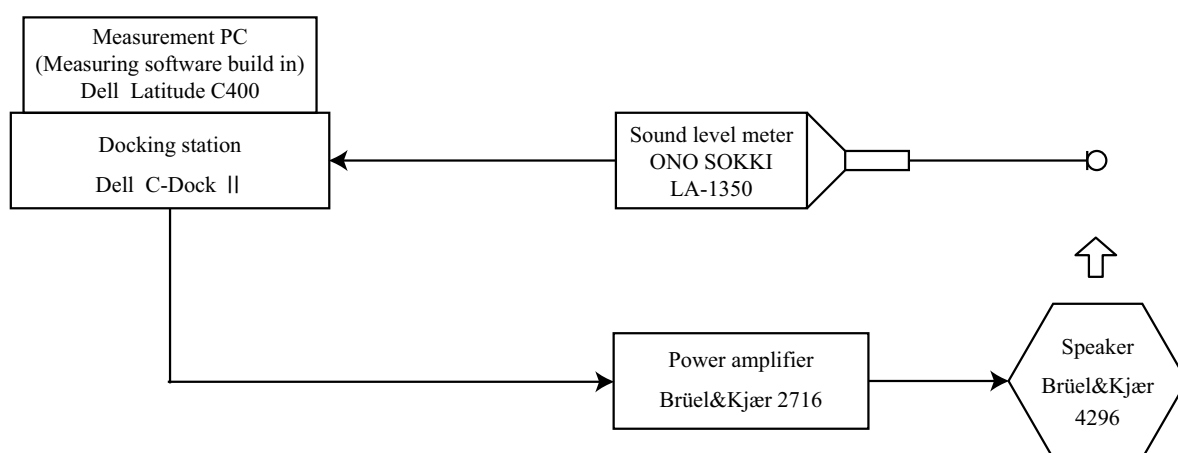 Measurement PC
(Measuring software build in)
Dell Latitude C400
Docking station
Dell C-Dock II
Sound level meter
ONO SOKKI
LA-1350
Power amplifier
Brüel&Kjær 2716
Speaker
Brüel&Kjær
4296